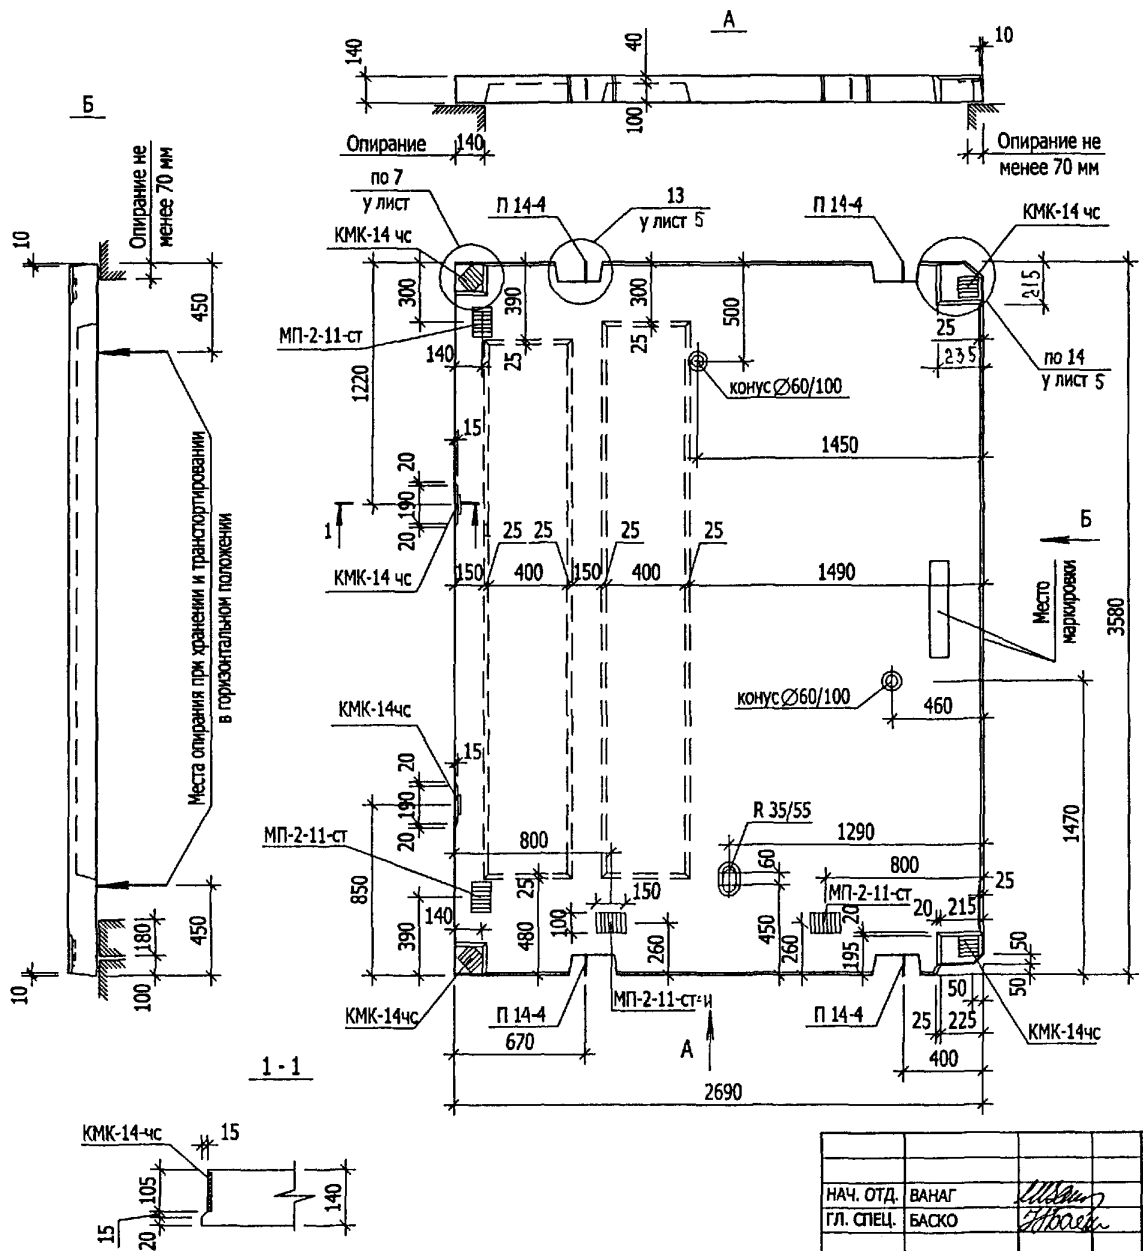 А
10
140
40
100
Б
Опирание
140
Опирание не
менее 70 мм
Опирание не
менее 70 мм
по 7
у лист
П 14-4
13
у лист 5
П 14-4
КМК-14 чс
КМК-14 чс
10
450
300
390
300
500
215
МП-2-11-ст
140
25
25
25
235
по 14
у лист 5
1220
конус ∅60/100
15
1450
20
190
20
1
1
25
25
25
25
Б
КМК-14 чс
150
400
150
400
1490
Место
маркировки
3580
Места опирания при хранении и транспортировании
в горизонтальном положении
КМК-14чс
конус∅60/100
460
15
20
190
20
R 35/55
1290
1470
МП-2-11-ст
800
60
800
850
25
150
МП-2-11-ст
25
140
390
480
100
260
450
260
20
195
20
215
50
180
450
100
10
50
50
КМК-14чс
П 14-4
МП-2-11-ст-и
П 14-4
25
225
КМК-14чс
670
А
400
2690
1 - 1
КМК-14-чс
15
105
140
15
20
НАЧ. ОТД. ВАНАГ
ГЛ. СПЕЦ. БАСКО